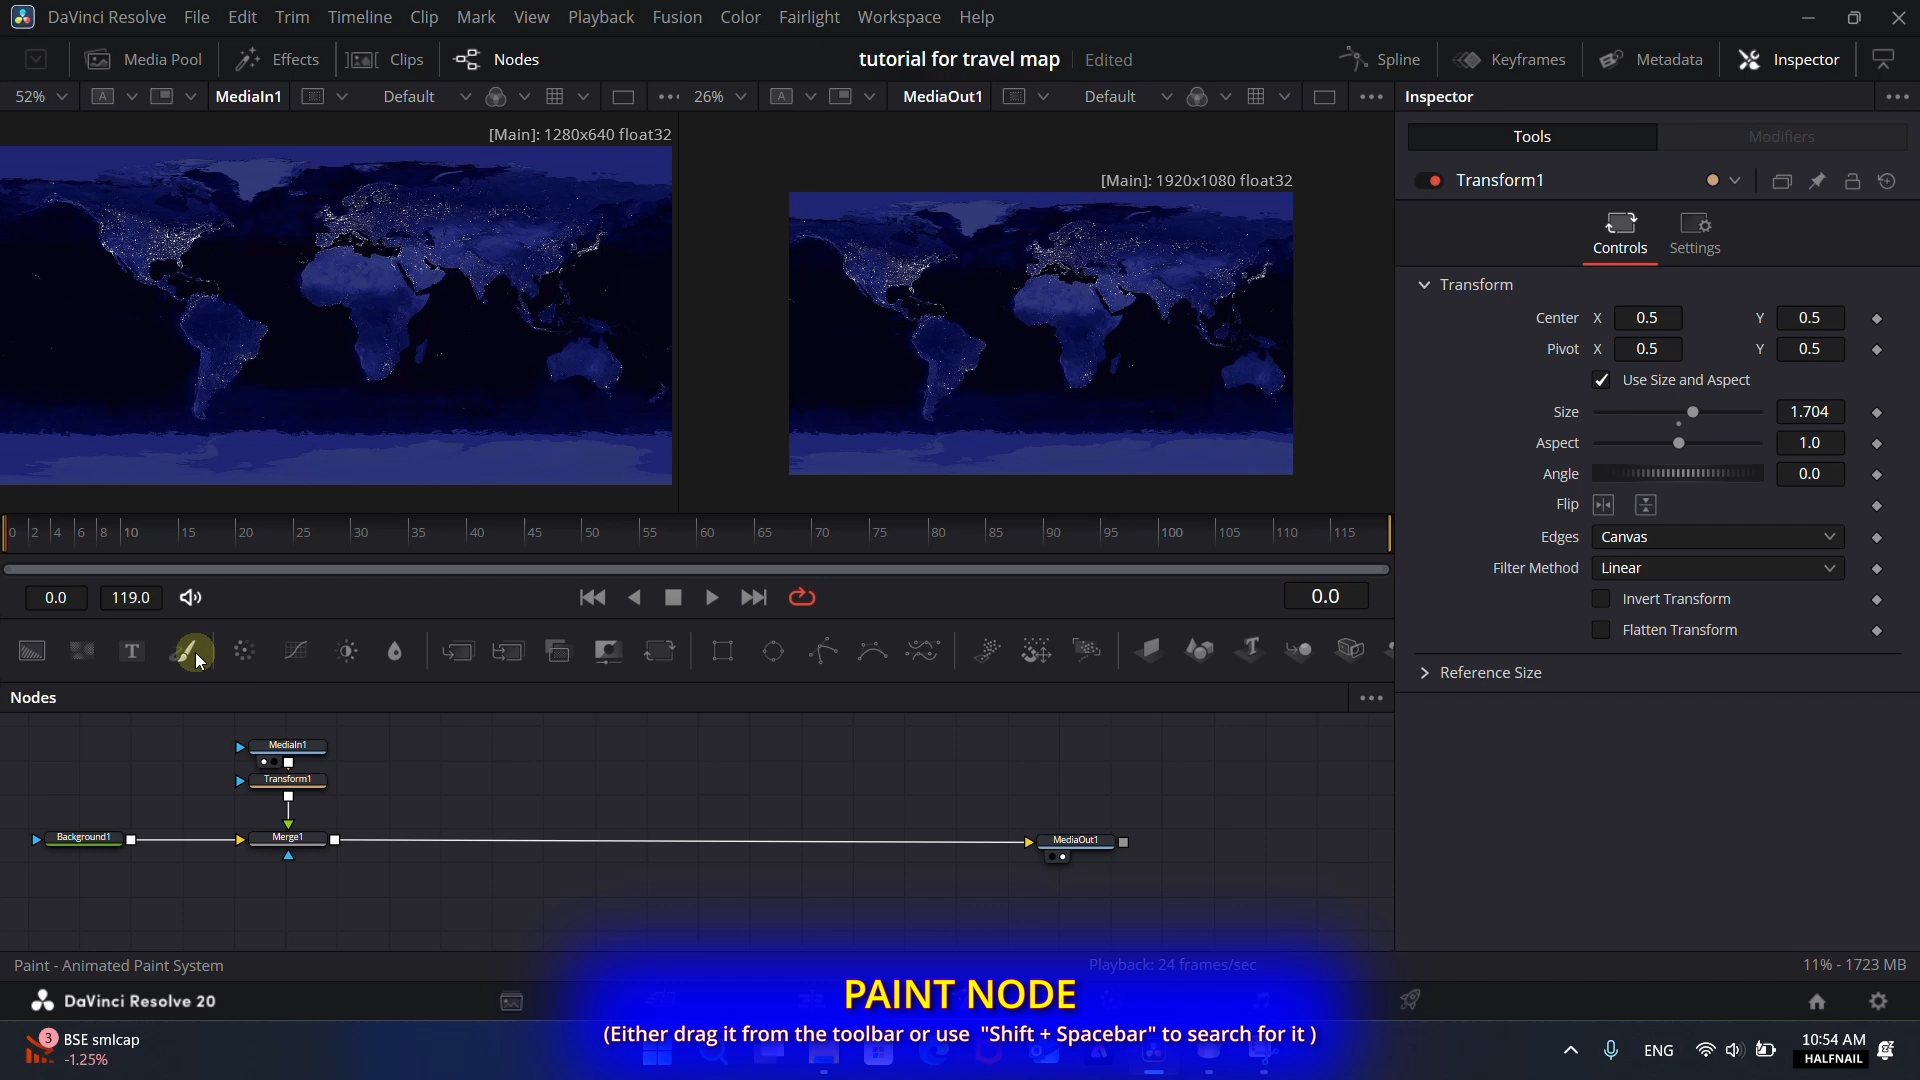 DaVinci Resolve File Edit Trim Timeline Clip Mark View Playback Fusion Color Fairlight Workspace Help
Media Pool Effects Clips Nodes tutorial for travel map Edited Spline Keyframes Metadata Inspector
52% A MediaIn1 Default 26% A MediaOut1 Default Inspector
[Main]: 1280x640 float32
Tools Modifiers
[Main]: 1920x1080 float32
Transform1
Controls Settings
Transform
Center X 0.5 Y 0.5
Pivot X 0.5 Y 0.5
Use Size and Aspect
Size 1.704
Aspect 1.0
Angle 0.0
Flip
Edges Canvas
Filter Method Linear
Invert Transform
Flatten Transform
Reference Size
0 2 4 6 8 10 15 20 25 30 35 40 45 50 55 60 65 70 75 80 85 90 95 100 105 110 115
0.0 119.0 0.0
T T
Nodes
MediaIn1
Transform1
Background1 Merge1 MediaOut1
Paint - Animated Paint System Playback: 24 frames/sec 11% - 1723 MB
DaVinci Resolve 20
PAINT NODE
(Either drag it from the toolbar or use "Shift + Spacebar" to search for it )
3 BSE smlcap
-1.25%
ENG
10:54 AM
HALFNAIL